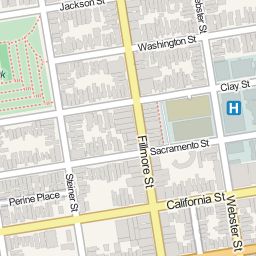 Jackson St
Webster St
Washington St
Clay St
H
Fillmore St
Sacramento St
Steiner St
Perine Place
California St
Webster St